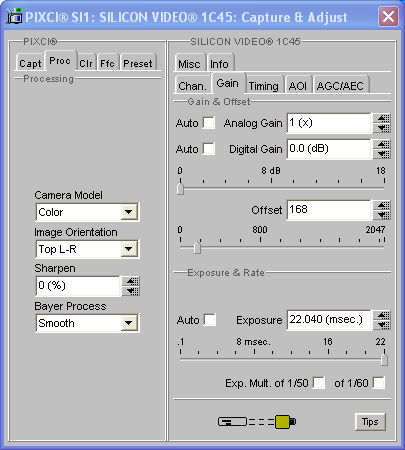 PIXCI® SI1: SILICON VIDEO® 1C45: Capture & Adjust
PIXCI®
Capt Proc Clr Ffc Preset
Processing
Camera Model
Color
Image Orientation
Top L-R
Sharpen
0 (%)
Bayer Process
Smooth
SILICON VIDEO® 1C45
Misc Info
Chan. Gain Timing AOI AGC/AEC
Gain & Offset
Auto Analog Gain 1 (x)
Auto Digital Gain 0.0 (dB)
0 8 dB 18
Offset 168
0 800 2047
Exposure & Rate
Auto Exposure 22.040 (msec.)
.1 8 msec. 16 22
Exp. Mult. of 1/50 of 1/60
Tips